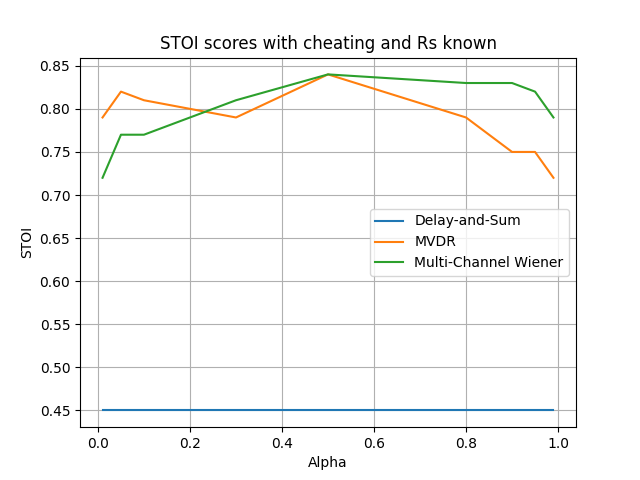 STOI scores with cheating and Rs known
0.85
0.80
0.75
0.70
0.65
0.60
0.55
0.50
0.45
STOI
Delay-and-Sum
MVDR
Multi-Channel Wiener
0.0 0.2 0.4 0.6 0.8 1.0
Alpha